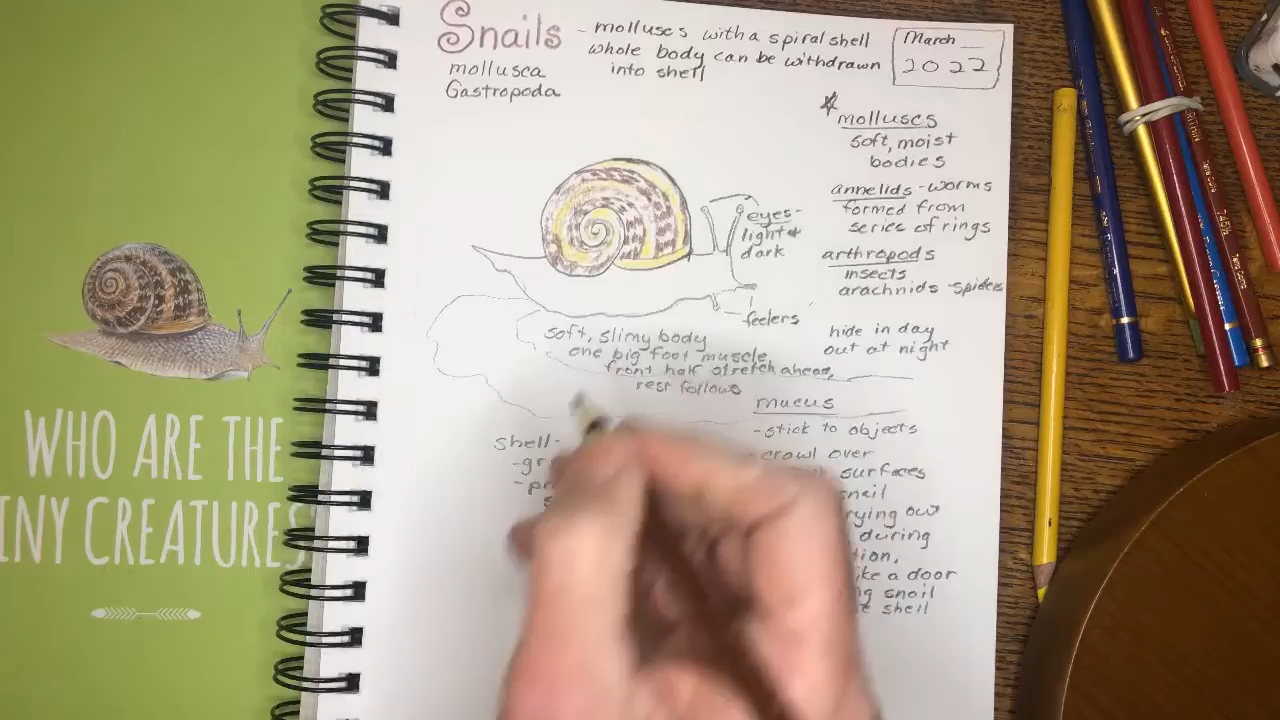 Snails - molluscs with a spiral shell
whole body can be withdrawn
into shell
mollusca
Gastropoda
March
2022
molluscs
soft, moist
bodies
annelids - worms
formed from
series of rings
arthropods
insects
arachnids - spiders
hide in day
out at night
eyes-
light &
dark
feelers
soft, slimy body
one big foot muscle
front half stretch ahead,
rest follows
mucus
- stick to objects
- crawl over
surfaces
snail
during
like a door
snail
shell
shell-
WHO ARE THE
CREATURES